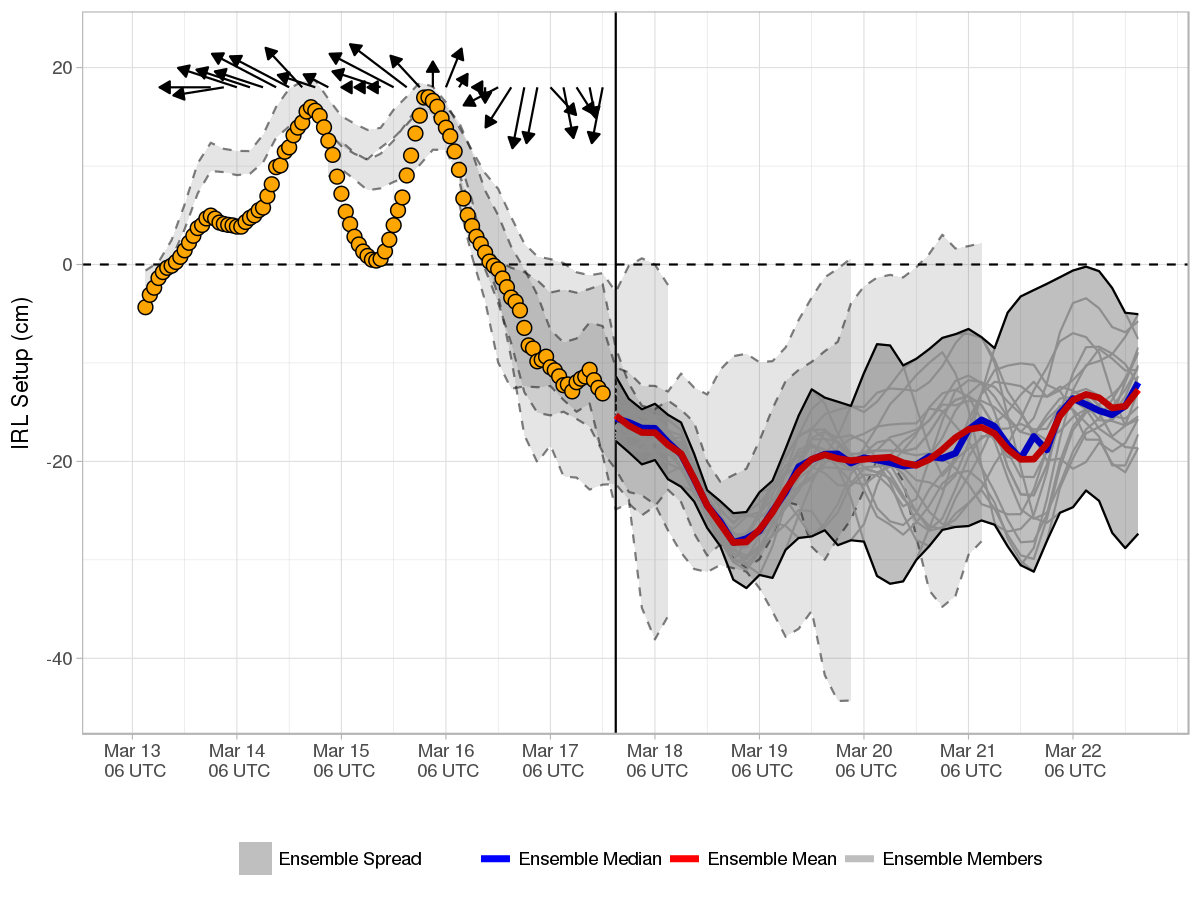 IRL Setup (cm)
20
0
-20
-40
Mar 13 Mar 14 Mar 15 Mar 16 Mar 17 Mar 18 Mar 19 Mar 20 Mar 21 Mar 22
06 UTC 06 UTC 06 UTC 06 UTC 06 UTC 06 UTC 06 UTC 06 UTC 06 UTC 06 UTC
Ensemble Spread Ensemble Median Ensemble Mean Ensemble Members